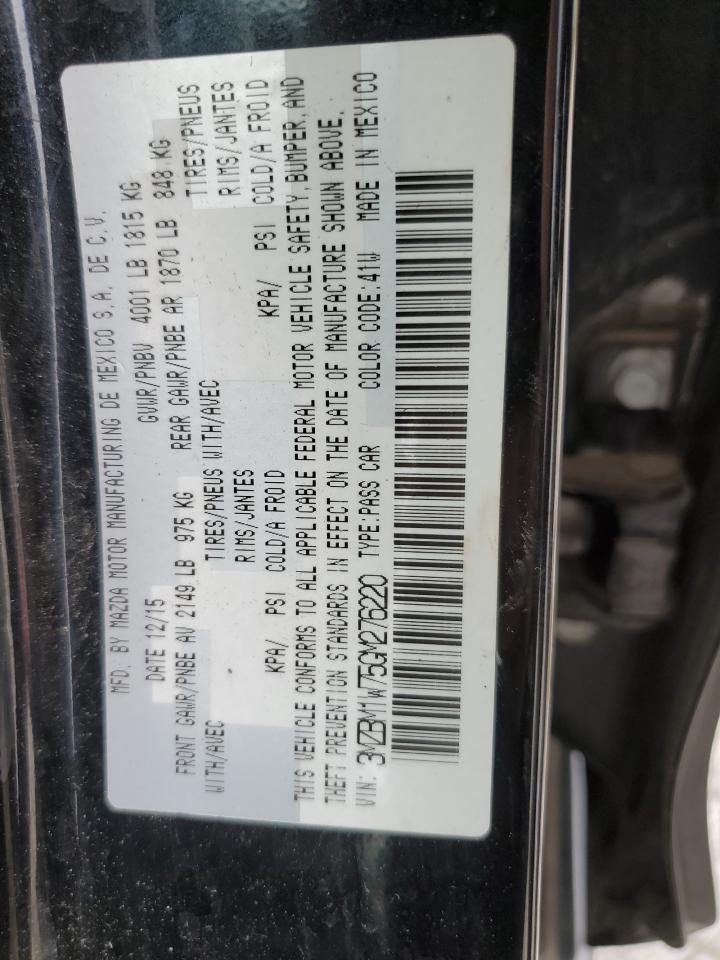 MFD. BY MAZDA MOTOR MANUFACTURING DE MEXICO S.A. DE C.V.
DATE 12/15 GVWR/PNBV 4001 LB 1815 KG
FRONT GAWR/PNBE AV 2149 LB 975 KG REAR GAWR/PNBE AR 1870 LB 848 KG
WITH/AVEC TIRES/PNEUS WITH/AVEC TIRES/PNEUS
RIMS/JANTES RIMS/JANTES
KPA/ PSI COLD/A FROID KPA/ PSI COLD/A FROID
THIS VEHICLE CONFORMS TO ALL APPLICABLE FEDERAL MOTOR VEHICLE SAFETY, BUMPER, AND
THEFT PREVENTION STANDARDS IN EFFECT ON THE DATE OF MANUFACTURE SHOWN ABOVE.
VIN: 3MZBM1W75GM276220 TYPE:PASS CAR COLOR CODE:41W MADE IN MEXICO